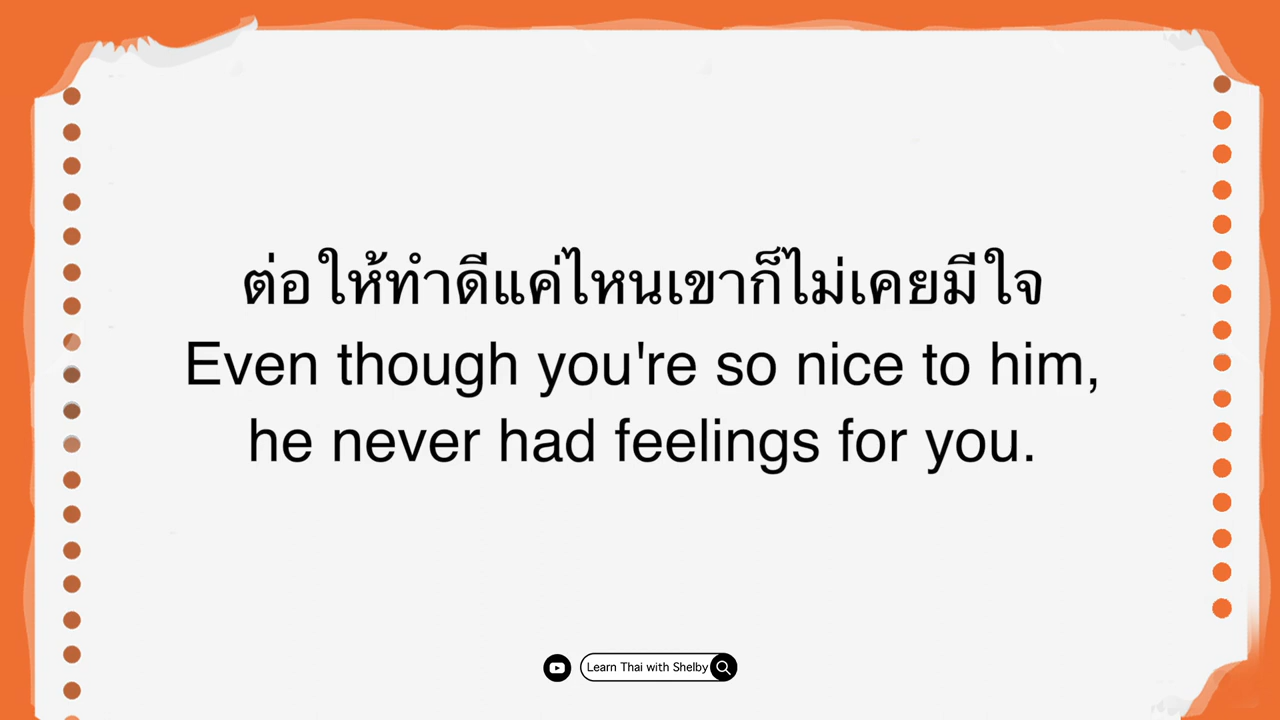 ต่อให้ทำดีแค่ไหนเขาก็ไม่เคยมีใจ
Even though you're so nice to him,
he never had feelings for you.
Learn Thai with Shelby